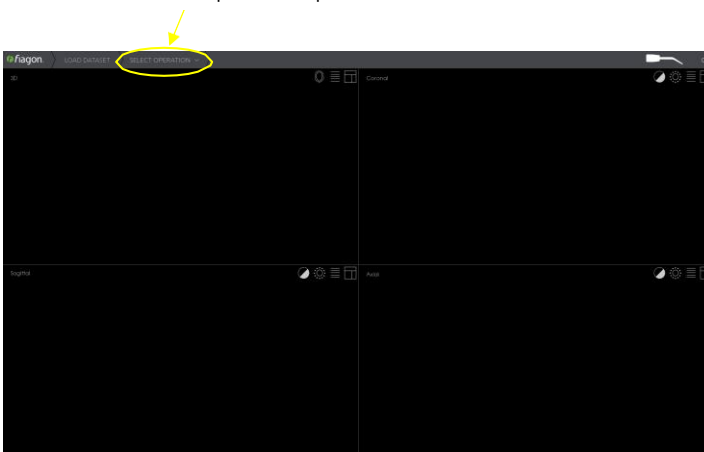 fiagon. LOAD DATASET SELECT OPERATION
3D
Coronal
Sagittal
Axial